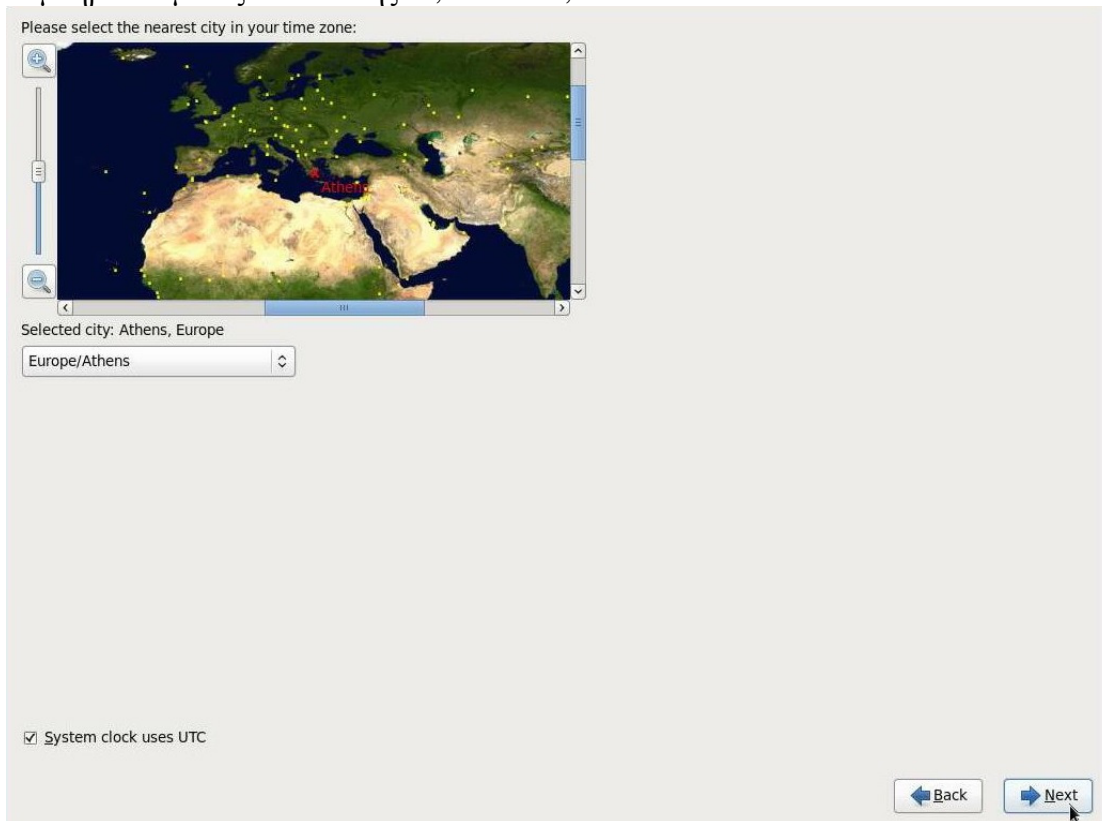 Please select the nearest city in your time zone:
Athens
Selected city: Athens, Europe
Europe/Athens
System clock uses UTC
Back
Next